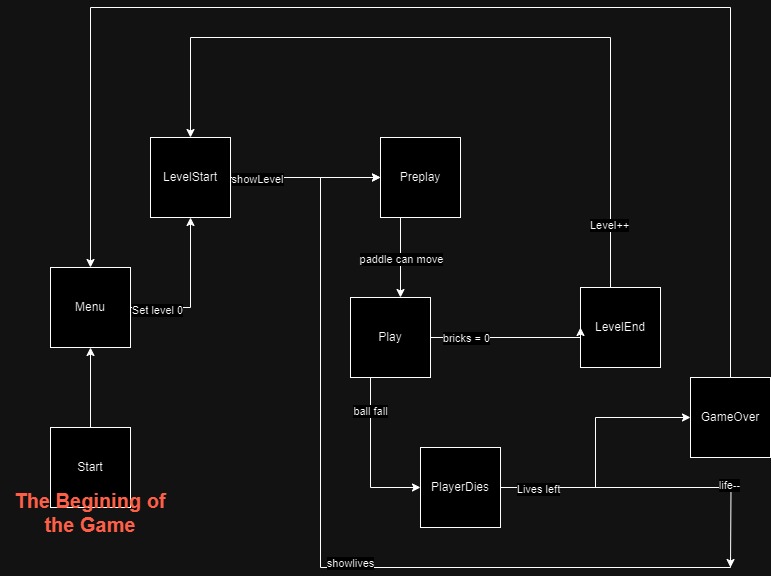 LevelStart
showLevel
Preplay
Level++
paddle can move
Menu
Set level 0
Play
bricks = 0
LevelEnd
ball fall
GameOver
Start
PlayerDies
Lives left
life--
The Begining of
the Game
showlives